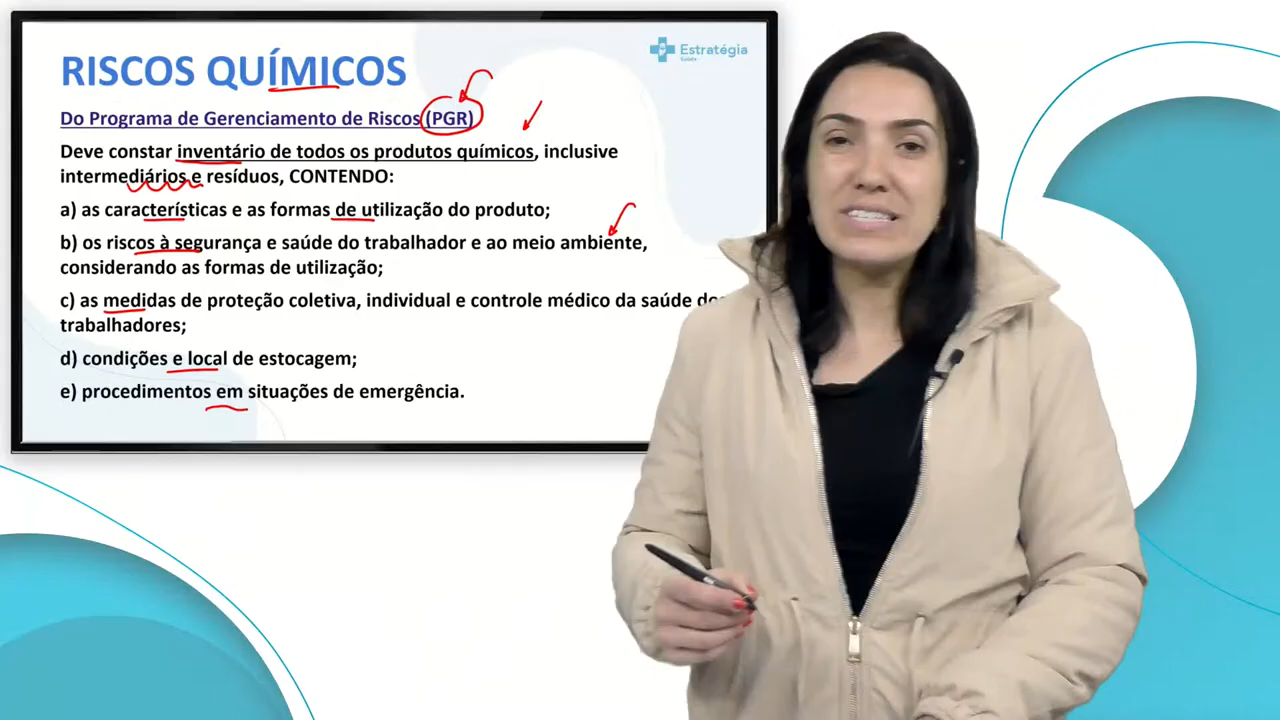 RISCOS QUÍMICOS
Estratégia
Saúde
Do Programa de Gerenciamento de Riscos (PGR)
Deve constar inventário de todos os produtos químicos, inclusive
intermediários e resíduos, CONTENDO:
a) as características e as formas de utilização do produto;
b) os riscos à segurança e saúde do trabalhador e ao meio ambiente,
considerando as formas de utilização;
c) as medidas de proteção coletiva, individual e controle médico da saúde
trabalhadores;
d) condições e local de estocagem;
e) procedimentos em situações de emergência.